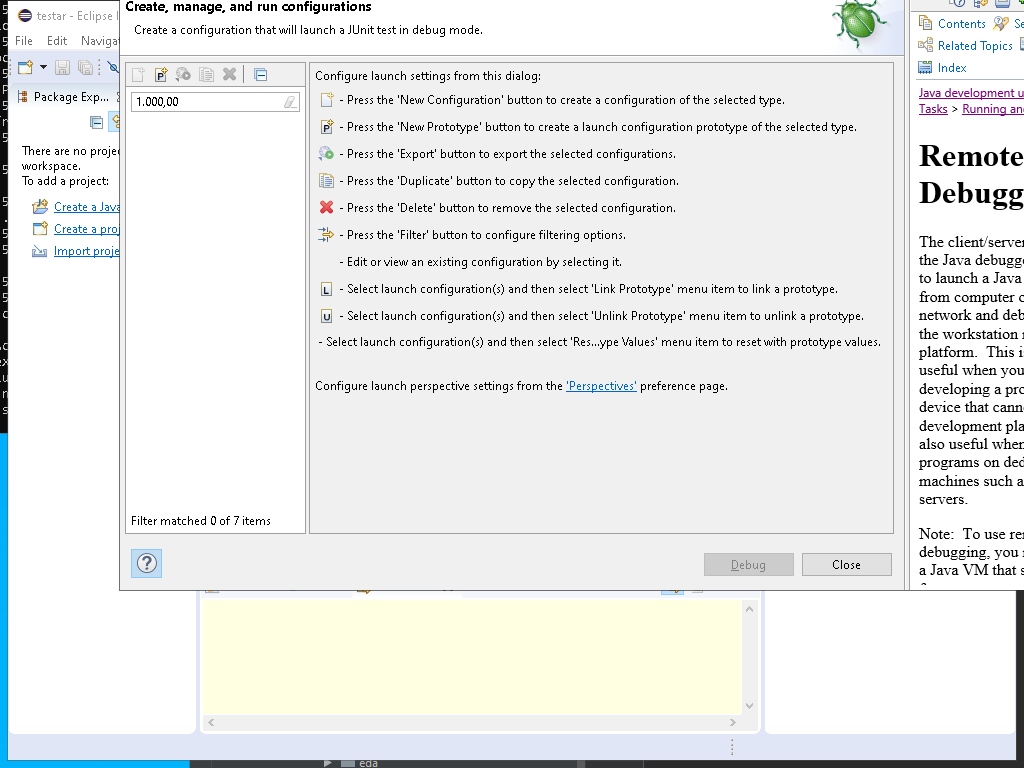 testar - Eclipse I
File Edit Navigat
Package Exp...
There are no proje
workspace.
To add a project:
Create a Java
Create a proj
Import proje
Create, manage, and run configurations
Create a configuration that will launch a JUnit test in debug mode.
1.000,00
Filter matched 0 of 7 items
Configure launch settings from this dialog:
- Press the 'New Configuration' button to create a configuration of the selected type.
- Press the 'New Prototype' button to create a launch configuration prototype of the selected type.
- Press the 'Export' button to export the selected configurations.
- Press the 'Duplicate' button to copy the selected configuration.
- Press the 'Delete' button to remove the selected configuration.
- Press the 'Filter' button to configure filtering options.
- Edit or view an existing configuration by selecting it.
L - Select launch configuration(s) and then select 'Link Prototype' menu item to link a prototype.
U - Select launch configuration(s) and then select 'Unlink Prototype' menu item to unlink a prototype.
- Select launch configuration(s) and then select 'Res...ype Values' menu item to reset with prototype values.
Configure launch perspective settings from the 'Perspectives' preference page.
? Debug Close
Contents Se
Related Topics
Index
Java development u
Tasks > Running and
Remote
Debugg
The client/server
the Java debugge
to launch a Java
from computer o
network and deb
the workstation r
platform. This is
useful when you
developing a pro
device that canno
development pla
also useful when
programs on ded
machines such a
servers.
Note: To use rer
debugging, you r
a Java VM that s
eda